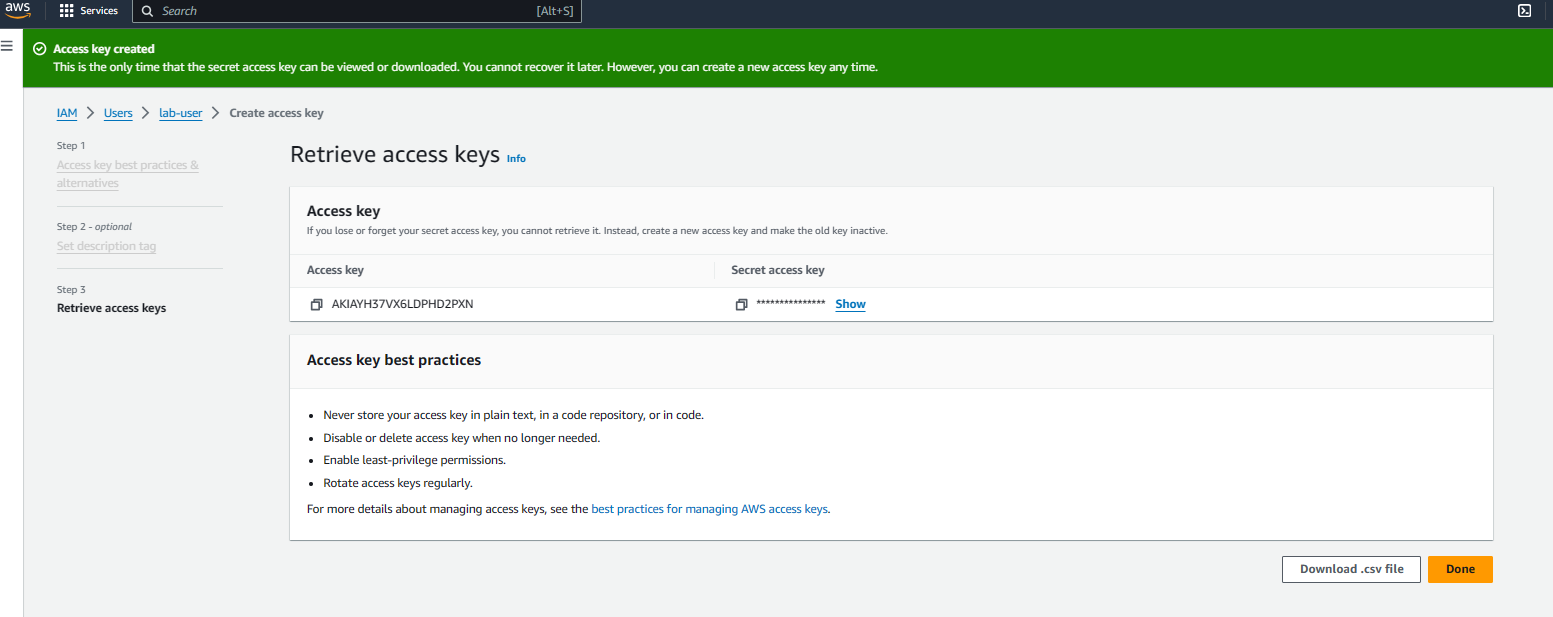 aws
Services
Search
[Alt+S]
Access key created
This is the only time that the secret access key can be viewed or downloaded. You cannot recover it later. However, you can create a new access key any time.
IAM > Users > lab-user > Create access key
Step 1
Access key best practices &
alternatives
Step 2 - optional
Set description tag
Step 3
Retrieve access keys
Retrieve access keys Info
Access key
If you lose or forget your secret access key, you cannot retrieve it. Instead, create a new access key and make the old key inactive.
Access key
Secret access key
AKIAYH37VX6LDPHD2PXN
*************** Show
Access key best practices
• Never store your access key in plain text, in a code repository, or in code.
• Disable or delete access key when no longer needed.
• Enable least-privilege permissions.
• Rotate access keys regularly.
For more details about managing access keys, see the best practices for managing AWS access keys.
Download .csv file
Done